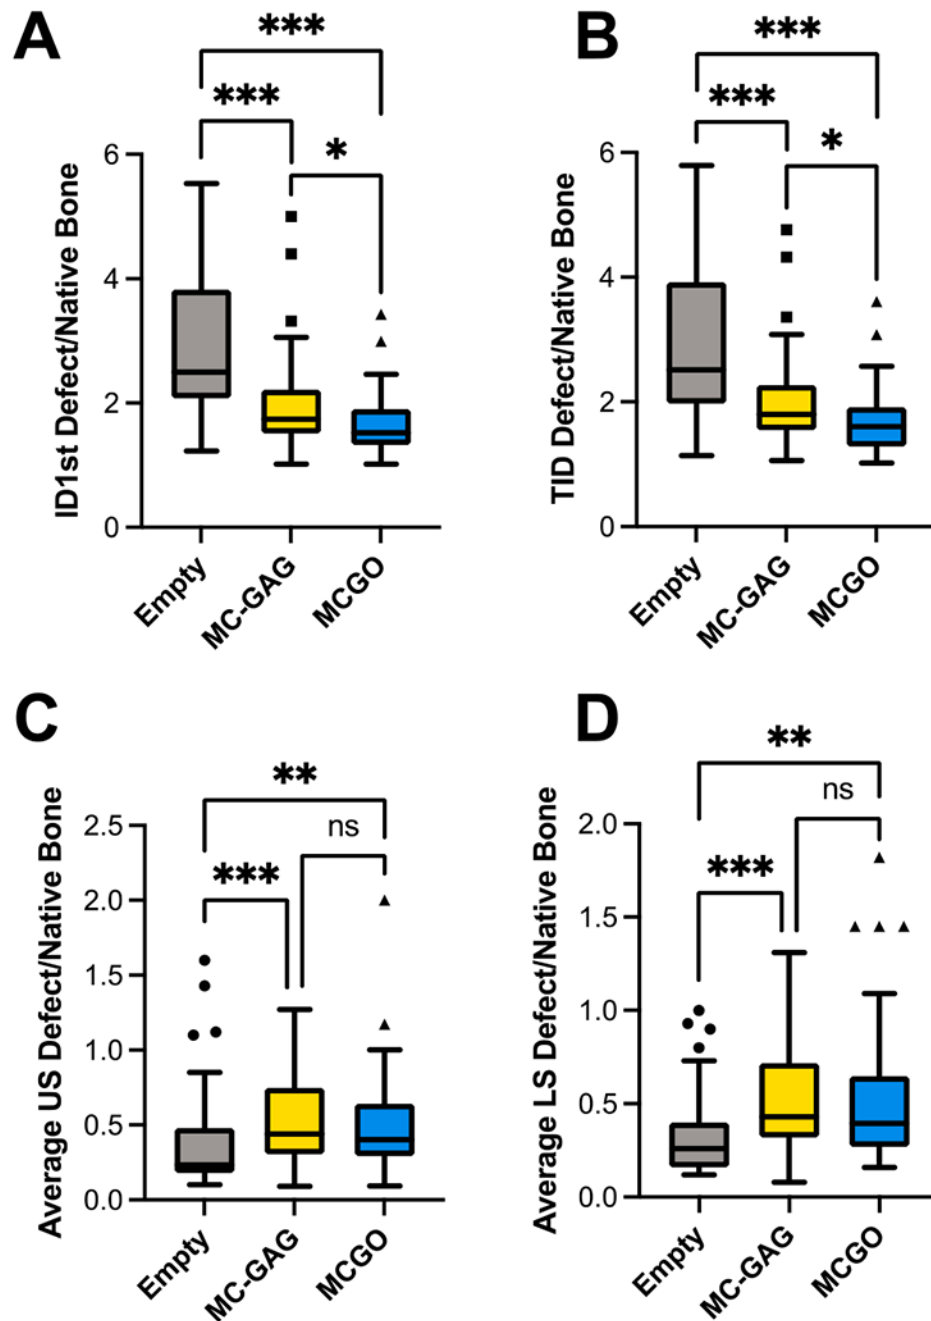 A
***
***
*
ID1st Defect/Native Bone
6
4
2
0
Empty
MC-GAG
MCGO
B
***
***
*
TID Defect/Native Bone
6
4
2
0
Empty
MC-GAG
MCGO
C
**
ns
***
Average US Defect/Native Bone
2.5
2.0
1.5
1.0
0.5
0.0
Empty
MC-GAG
MCGO
D
**
ns
***
Average LS Defect/Native Bone
2.0
1.5
1.0
0.5
0.0
Empty
MC-GAG
MCGO